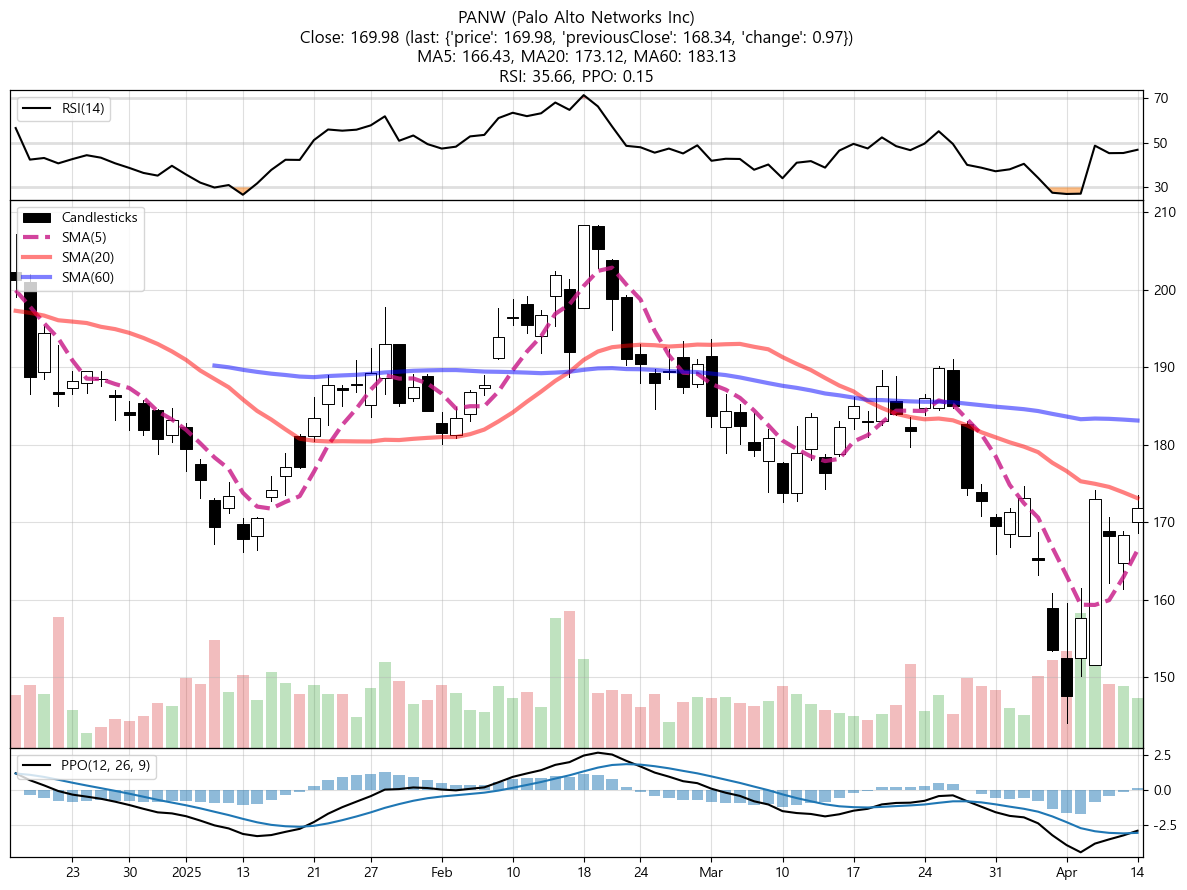 PANW (Palo Alto Networks Inc)
Close: 169.98 (last: {'price': 169.98, 'previousClose': 168.34, 'change': 0.97})
MA5: 166.43, MA20: 173.12, MA60: 183.13
RSI: 35.66, PPO: 0.15
RSI(14)
70
50
30
Candlesticks
SMA(5)
SMA(20)
SMA(60)
210
200
190
180
170
160
150
PPO(12, 26, 9)
2.5
0.0
−2.5
23 30 2025 13 21 27 Feb 10 18 24 Mar 10 17 24 31 Apr 14